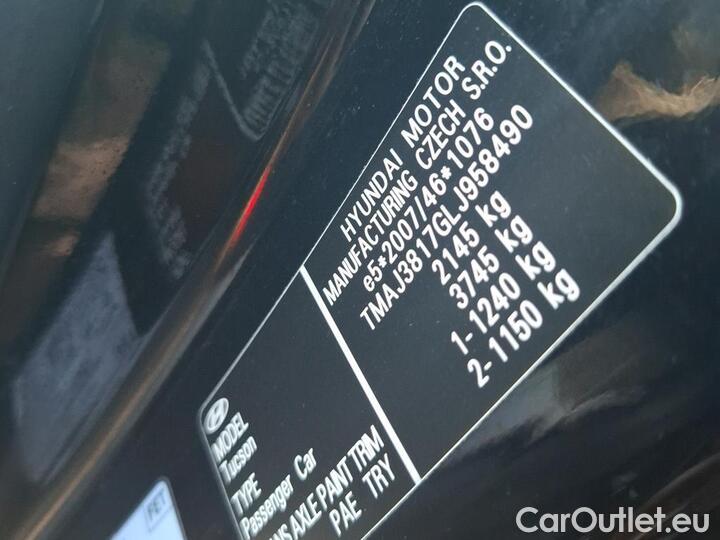 HYUNDAI MOTOR
MANUFACTURING CZECH S.R.O.
e5*2007/46*1076
TMAJ3817GLJ958490
2145 kg
3745 kg
1-1240 kg
2-1150 kg
MODEL
Tucson
TYPE
Passenger Car
AXLE PAINT TRIM
PAE TRY
FET
CarOutlet.eu